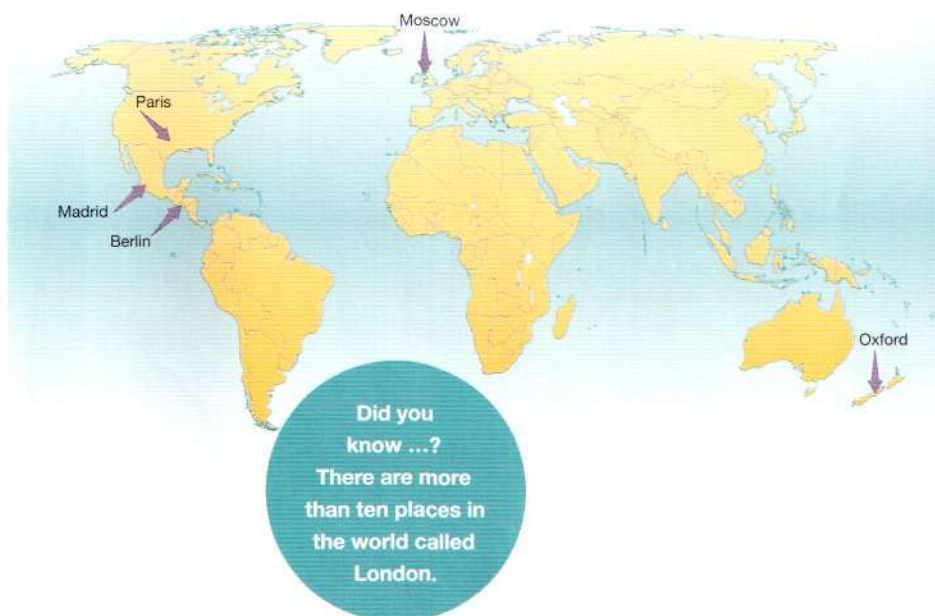 Moscow
Paris
Madrid
Berlin
Oxford
Did you
know ...?
There are more
than ten places in
the world called
London.